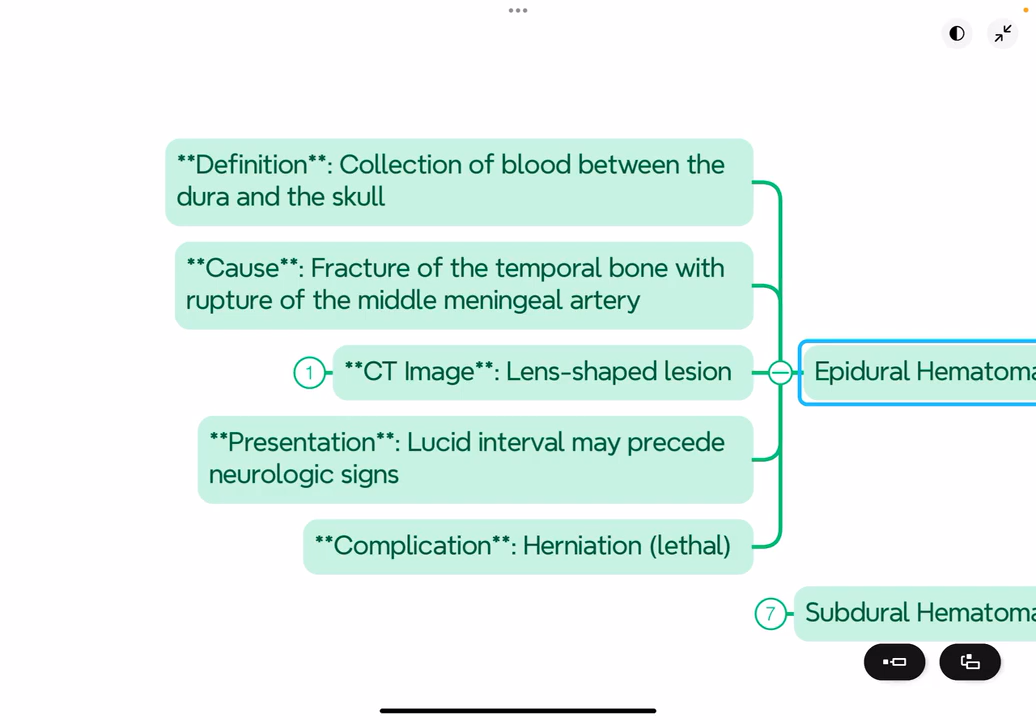 **Definition**: Collection of blood between the
dura and the skull
**Cause**: Fracture of the temporal bone with
rupture of the middle meningeal artery
1
**CT Image**: Lens-shaped lesion
Epidural Hematoma
**Presentation**: Lucid interval may precede
neurologic signs
**Complication**: Herniation (lethal)
7
Subdural Hematoma